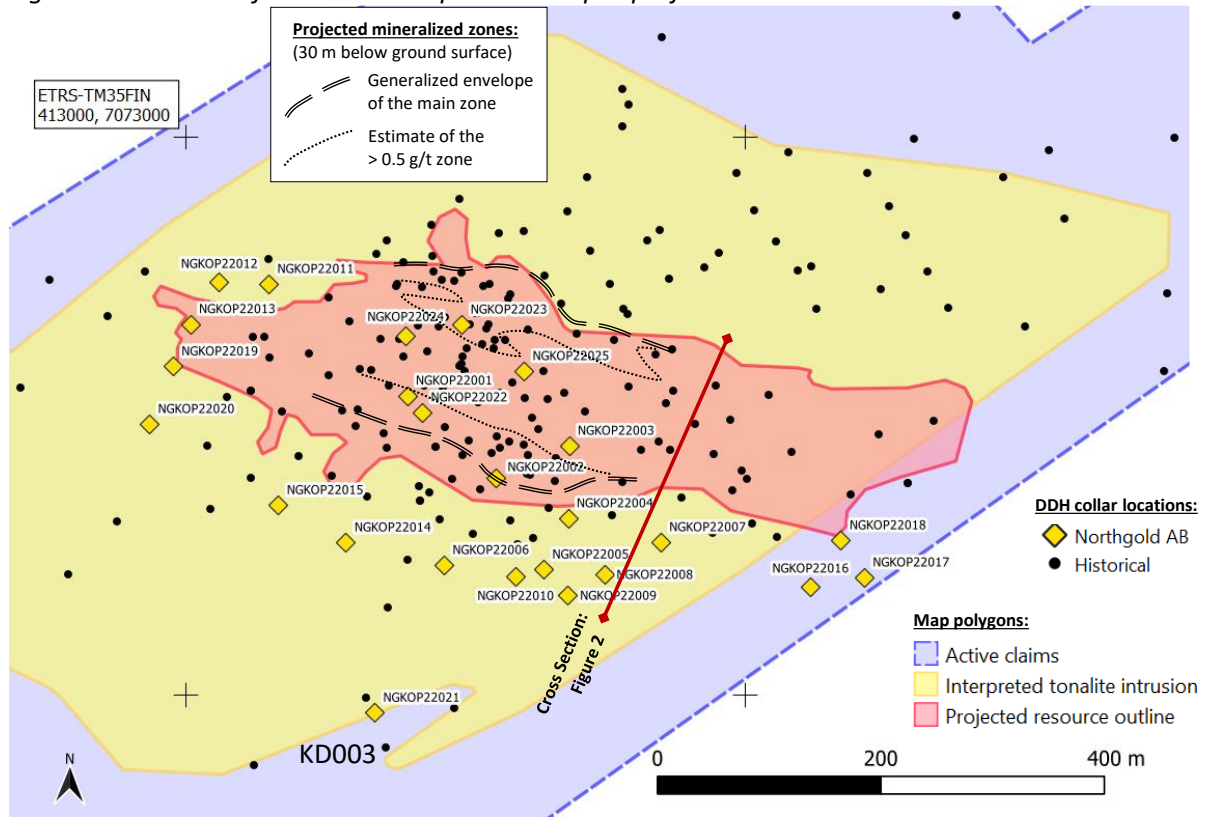 Projected mineralized zones:
(30 m below ground surface)
Generalized envelope
of the main zone
Estimate of the
> 0.5 g/t zone
ETRS-TM35FIN
413000, 7073000
NGKOP22012
NGKOP22011
NGKOP22013
NGKOP22023
NGKOP22024
NGKOP22019
NGKOP22025
NGKOP22001
NGKOP22022
NGKOP22020
NGKOP22003
NGKOP22002
NGKOP22015
NGKOP22004
NGKOP22014
NGKOP22007
NGKOP22018
NGKOP22006
NGKOP22005
NGKOP22008
NGKOP22016
NGKOP22017
NGKOP22010
NGKOP22009
Cross Section:
Figure 2
NGKOP22021
KD003
N
DDH collar locations:
Northgold AB
Historical
Map polygons:
Active claims
Interpreted tonalite intrusion
Projected resource outline
0 200 400 m